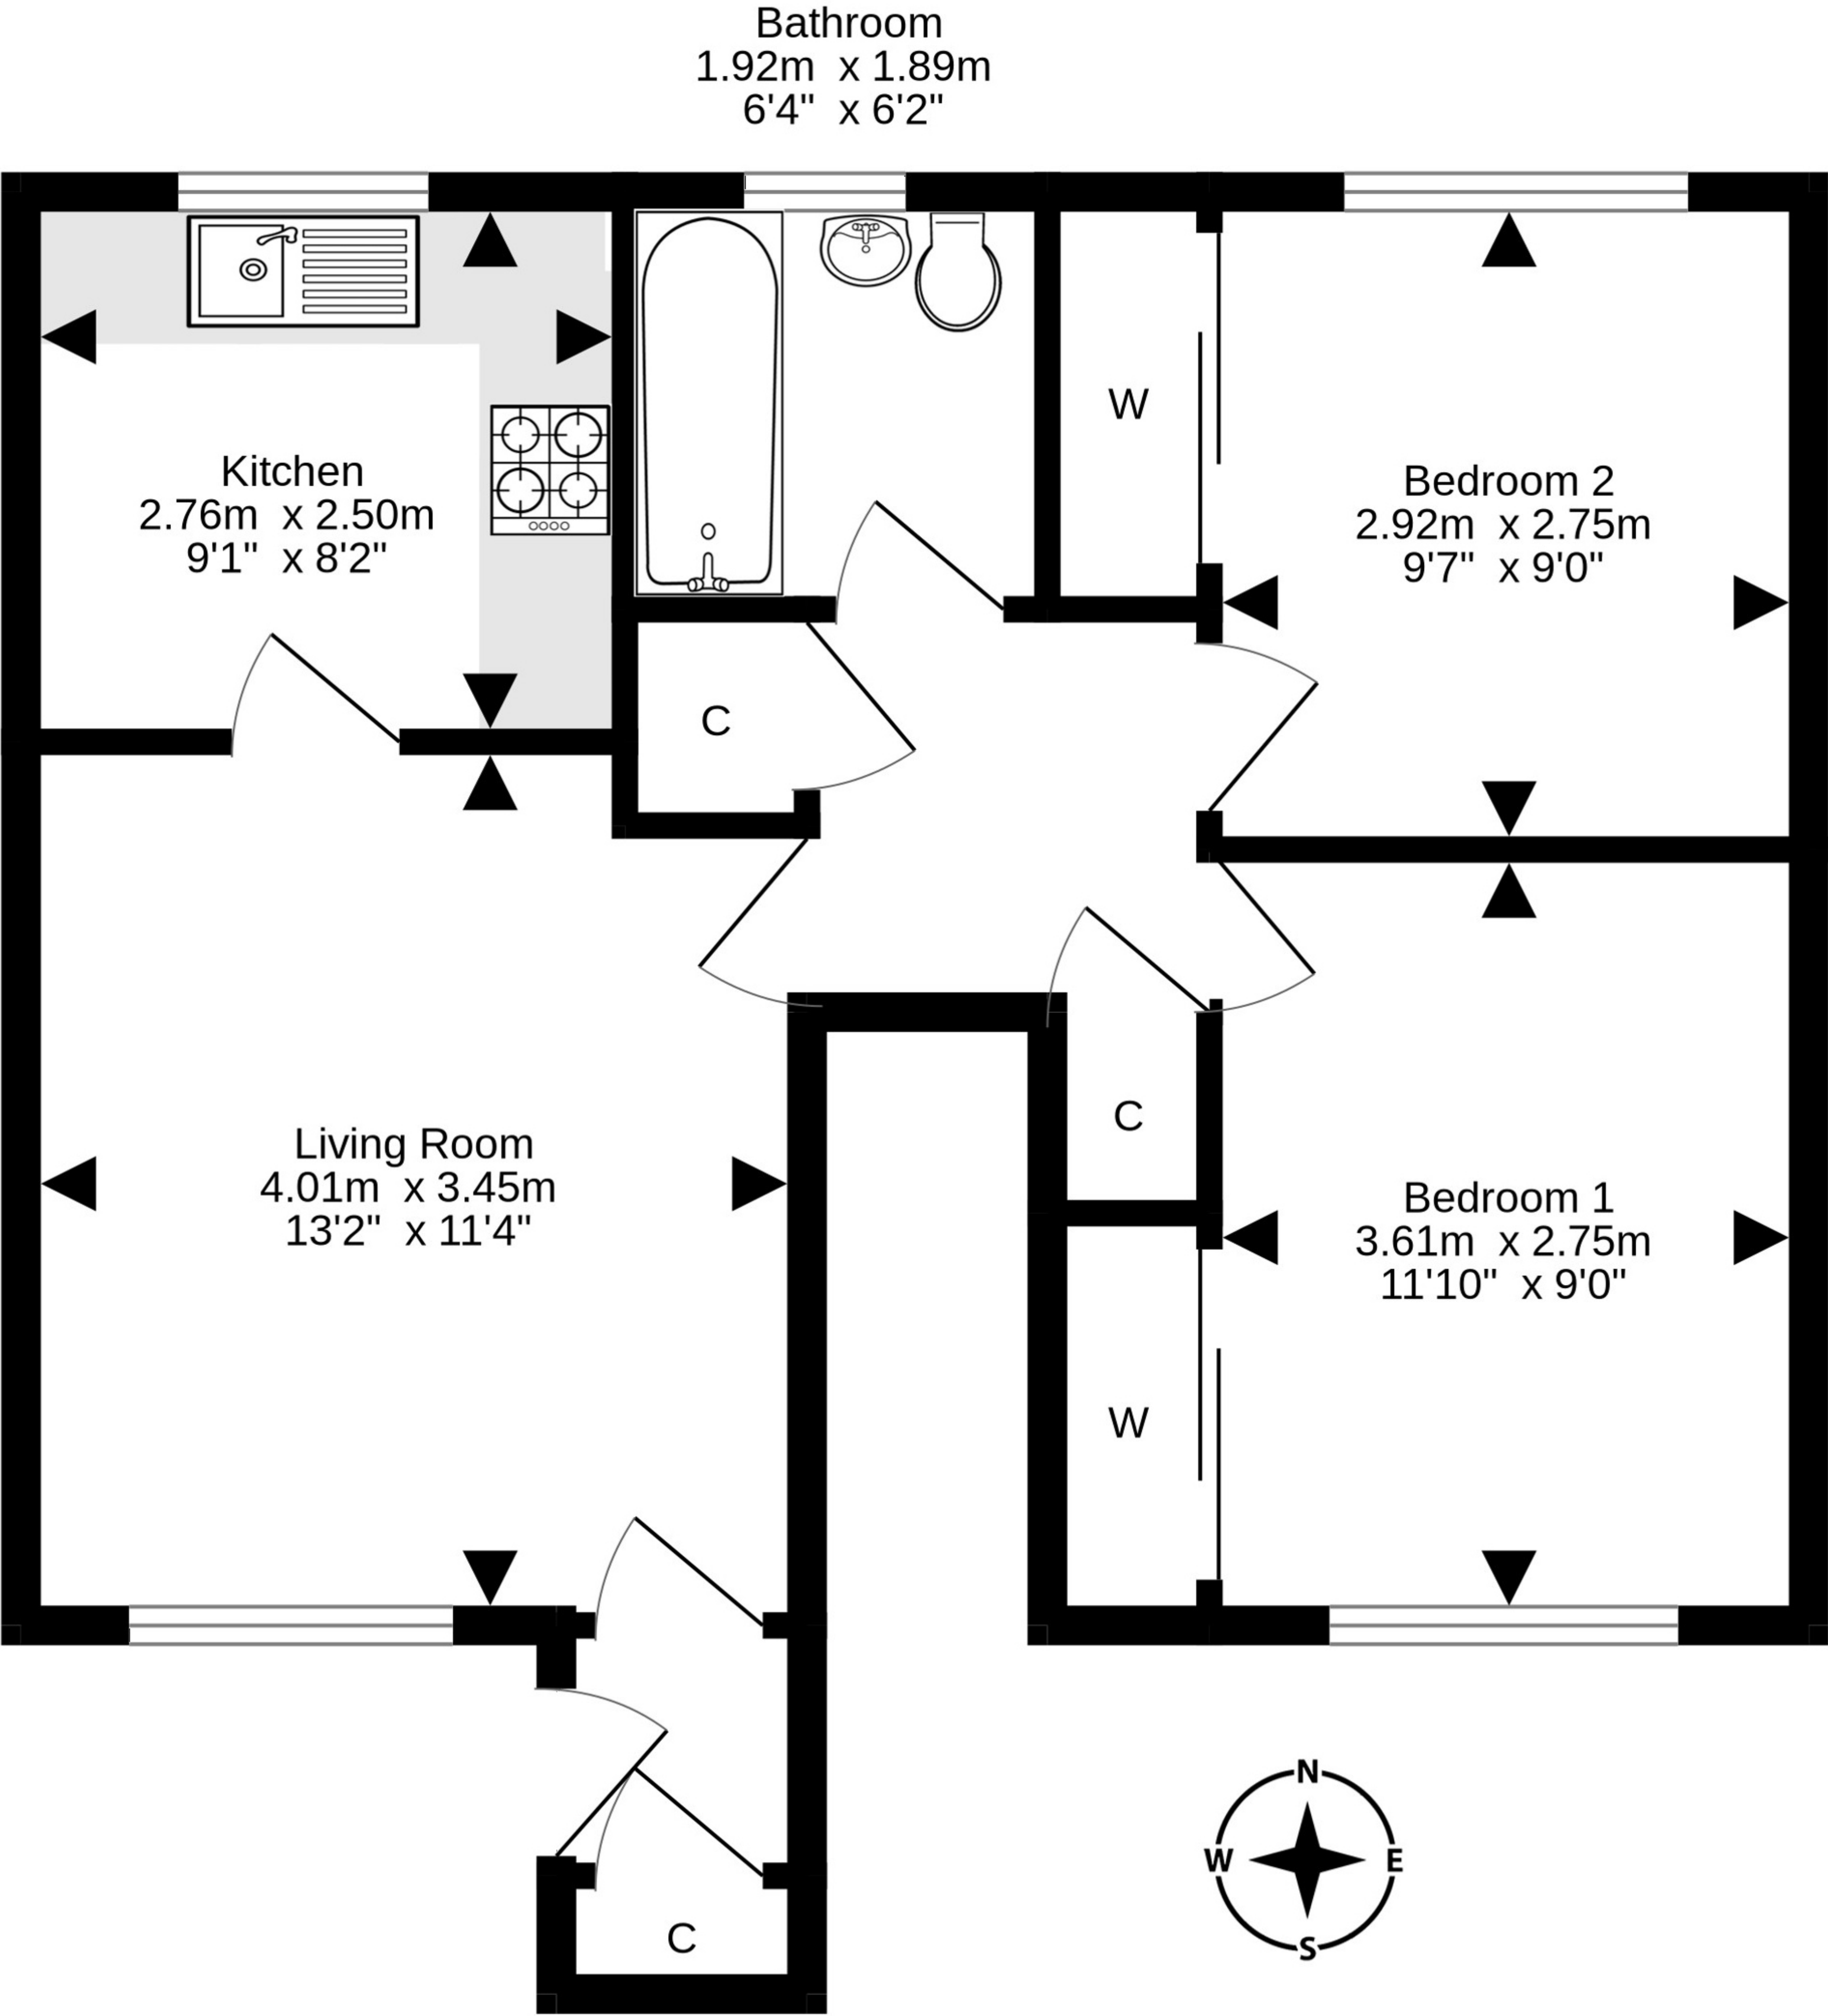 Bathroom
1.92m x 1.89m
6'4" x 6'2"
W
Kitchen
2.76m x 2.50m
9'1" x 8'2"
Bedroom 2
2.92m x 2.75m
9'7" x 9'0"
C
C
Living Room
4.01m x 3.45m
13'2" x 11'4"
Bedroom 1
3.61m x 2.75m
11'10" x 9'0"
W
N
W
E
S
C